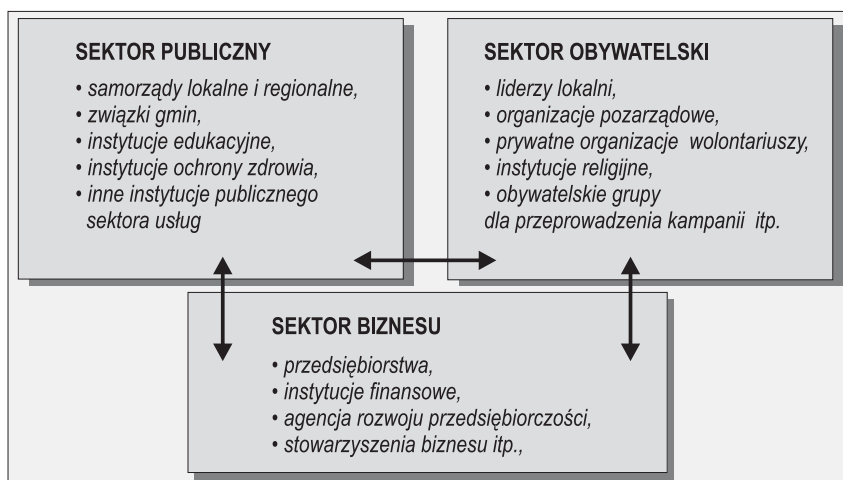 SEKTOR PUBLICZNY
• samorządy lokalne i regionalne,
• związki gmin,
• instytucje edukacyjne,
• instytucje ochrony zdrowia,
• inne instytucje publicznego
sektora usług
SEKTOR OBYWATELSKI
• liderzy lokalni,
• organizacje pozarządowe,
• prywatne organizacje wolontariuszy,
• instytucje religijne,
• obywatelskie grupy
dla przeprowadzenia kampanii itp.
SEKTOR BIZNESU
• przedsiębiorstwa,
• instytucje finansowe,
• agencja rozwoju przedsiębiorczości,
• stowarzyszenia biznesu itp.,